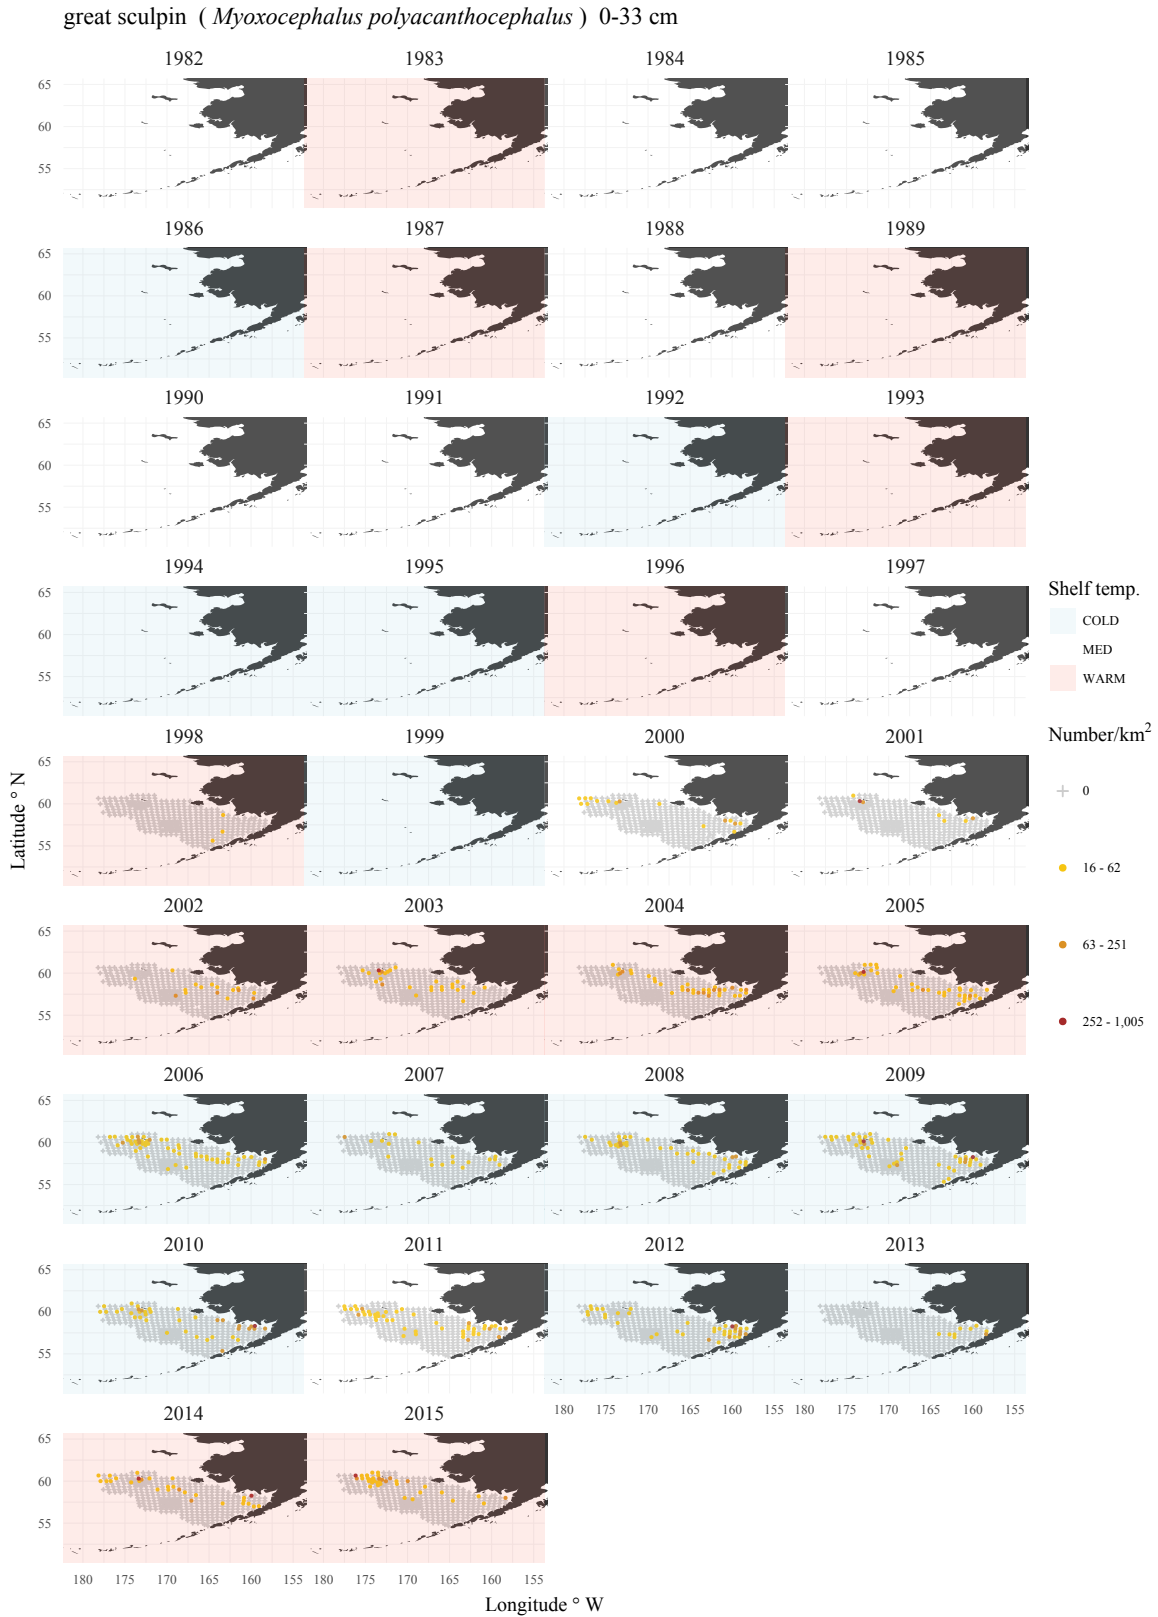 great sculpin ( Myoxocephalus polyacanthocephalus ) 0-33 cm
1982 1983 1984 1985
65
60
55
1986 1987 1988 1989
65
60
55
1990 1991 1992 1993
65
60
55
1994 1995 1996 1997
65
60
55
Shelf temp.
COLD
MED
WARM
1998 1999 2000 2001
65
60
55
Number/km²
0
16 - 62
63 - 251
252 - 1,005
Latitude ° N
2002 2003 2004 2005
65
60
55
2006 2007 2008 2009
65
60
55
2010 2011 2012 2013
65
60
55
180 175 170 165 160 155 180 175 170 165 160 155
2014 2015
65
60
55
180 175 170 165 160 155 180 175 170 165 160 155
Longitude ° W